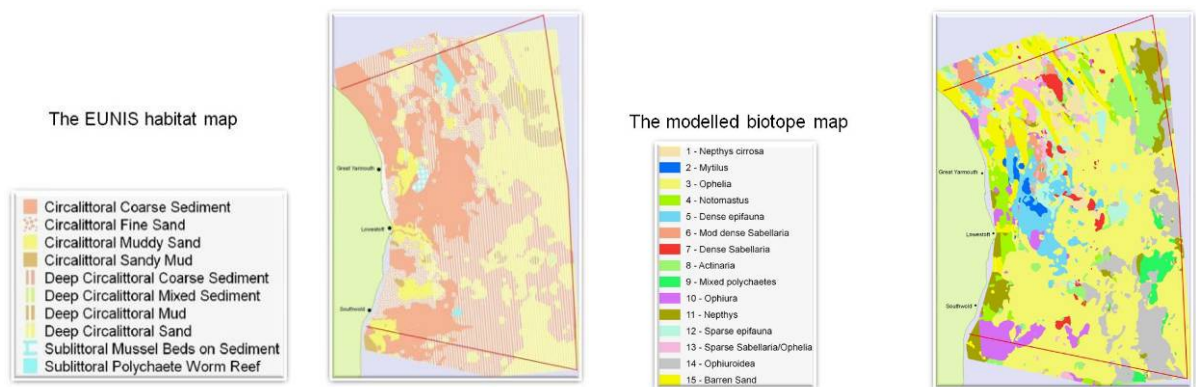 The EUNIS habitat map
Circalittoral Coarse Sediment
Circalittoral Fine Sand
Circalittoral Muddy Sand
Circalittoral Sandy Mud
Deep Circalittoral Coarse Sediment
Deep Circalittoral Mixed Sediment
Deep Circalittoral Mud
Deep Circalittoral Sand
Sublittoral Mussel Beds on Sediment
Sublittoral Polychaete Worm Reef
Great Yarmouth
Lowestoft
Southwold
The modelled biotope map
1 - Nepthys cirrosa
2 - Mytilus
3 - Ophelia
4 - Notomastus
5 - Dense epifauna
6 - Mod dense Sabellaria
7 - Dense Sabellaria
8 - Actinaria
9 - Mixed polychaetes
10 - Ophiura
11 - Nepthys
12 - Sparse epifauna
13 - Sparse Sabellaria/Ophelia
14 - Ophiuroidea
15 - Barren Sand
Great Yarmouth
Lowestoft
Southwold